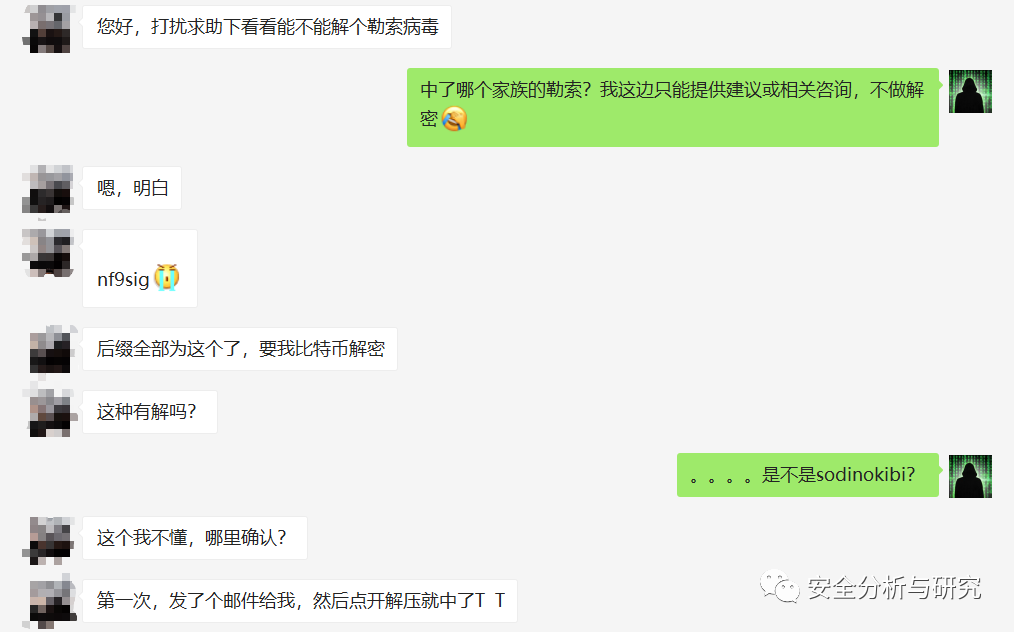 您好，打扰求助下看看能不能解个勒索病毒
中了哪个家族的勒索？我这边只能提供建议或相关咨询，不做解
密😂
嗯，明白
nf9sig😭
后缀全部为这个了，要我比特币解密
这种有解吗？
。。。。是不是sodinokibi？
这个我不懂，哪里确认？
第一次，发了个邮件给我，然后点开解压就中了T T
安全分析与研究